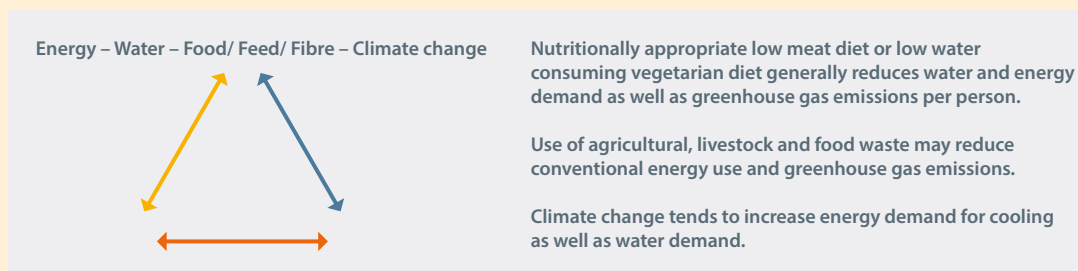 Energy – Water – Food/ Feed/ Fibre – Climate change
Nutritionally appropriate low meat diet or low water
consuming vegetarian diet generally reduces water and energy
demand as well as greenhouse gas emissions per person.
Use of agricultural, livestock and food waste may reduce
conventional energy use and greenhouse gas emissions.
Climate change tends to increase energy demand for cooling
as well as water demand.